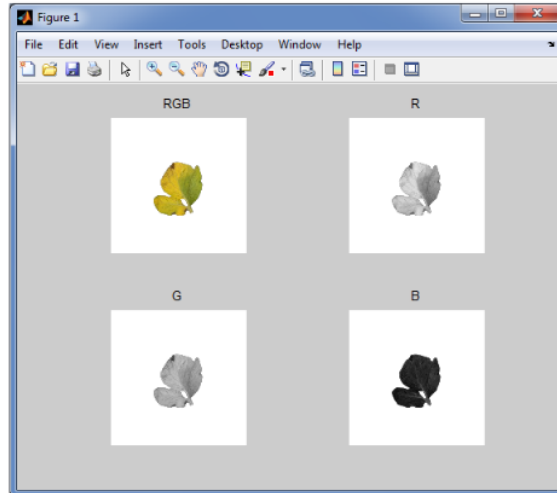 Figure 1
File Edit View Insert Tools Desktop Window Help
RGB R
G B